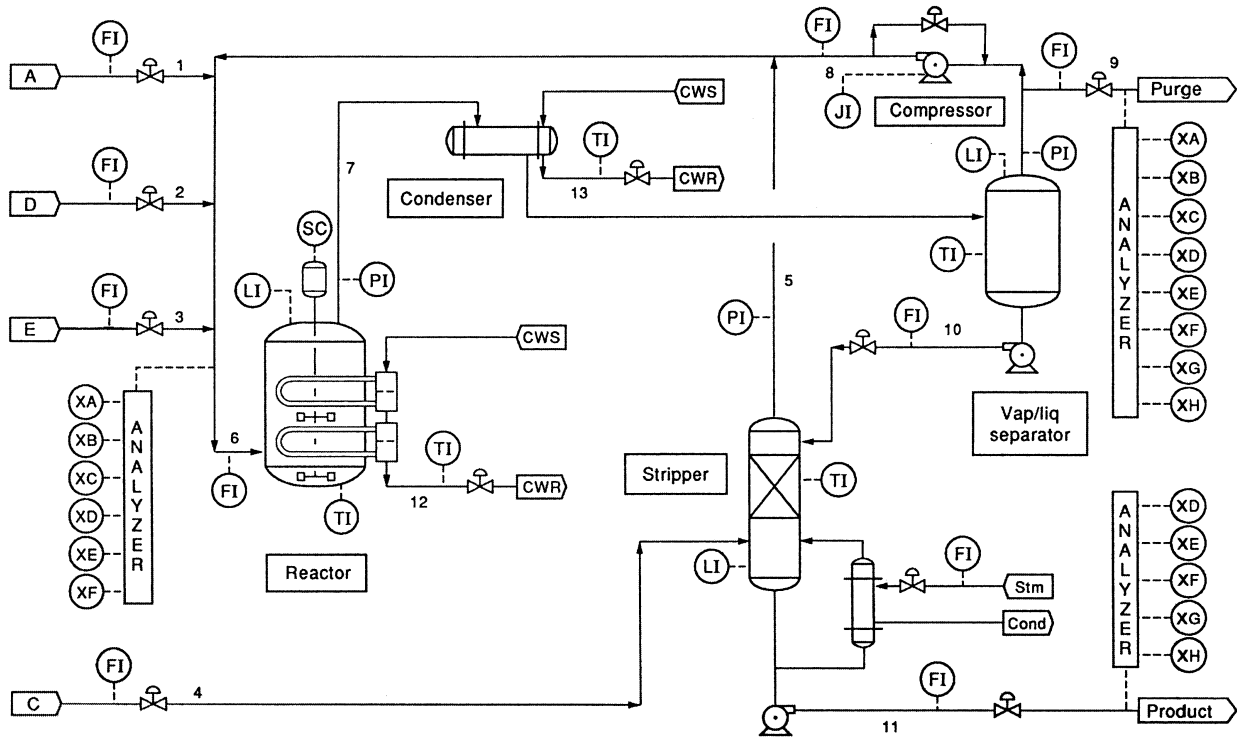 FI
FI
FI
9
A
1
8
Purge
CWS
JI
Compressor
XA
LI
PI
FI
7
TI
XB
D
2
13
CWR
Condenser
XC
SC
TI
XD
FI
LI
PI
5
XE
E
3
PI
FI
10
XF
CWS
XG
ANALYZER
XA
XH
Vap/liq
separator
XB
6
TI
Stripper
TI
XC
FI
12
CWR
XD
TI
XD
XE
XE
Reactor
LI
FI
XF
XF
Stm
XG
Cond
XH
ANALYZER
ANALYZER
FI
FI
C
4
11
Product